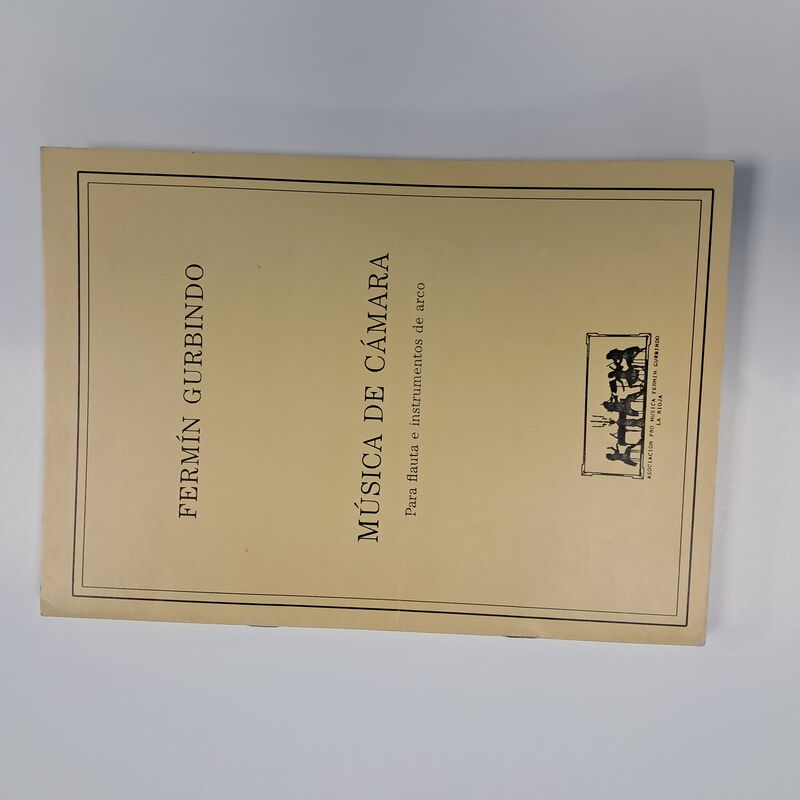 FERMÍN GURBINDO
MÚSICA DE CÁMARA
Para flauta e instrumentos de arco
ASOCIACION PRO MUSICA FERMIN GURBINDO
LA RIOJA